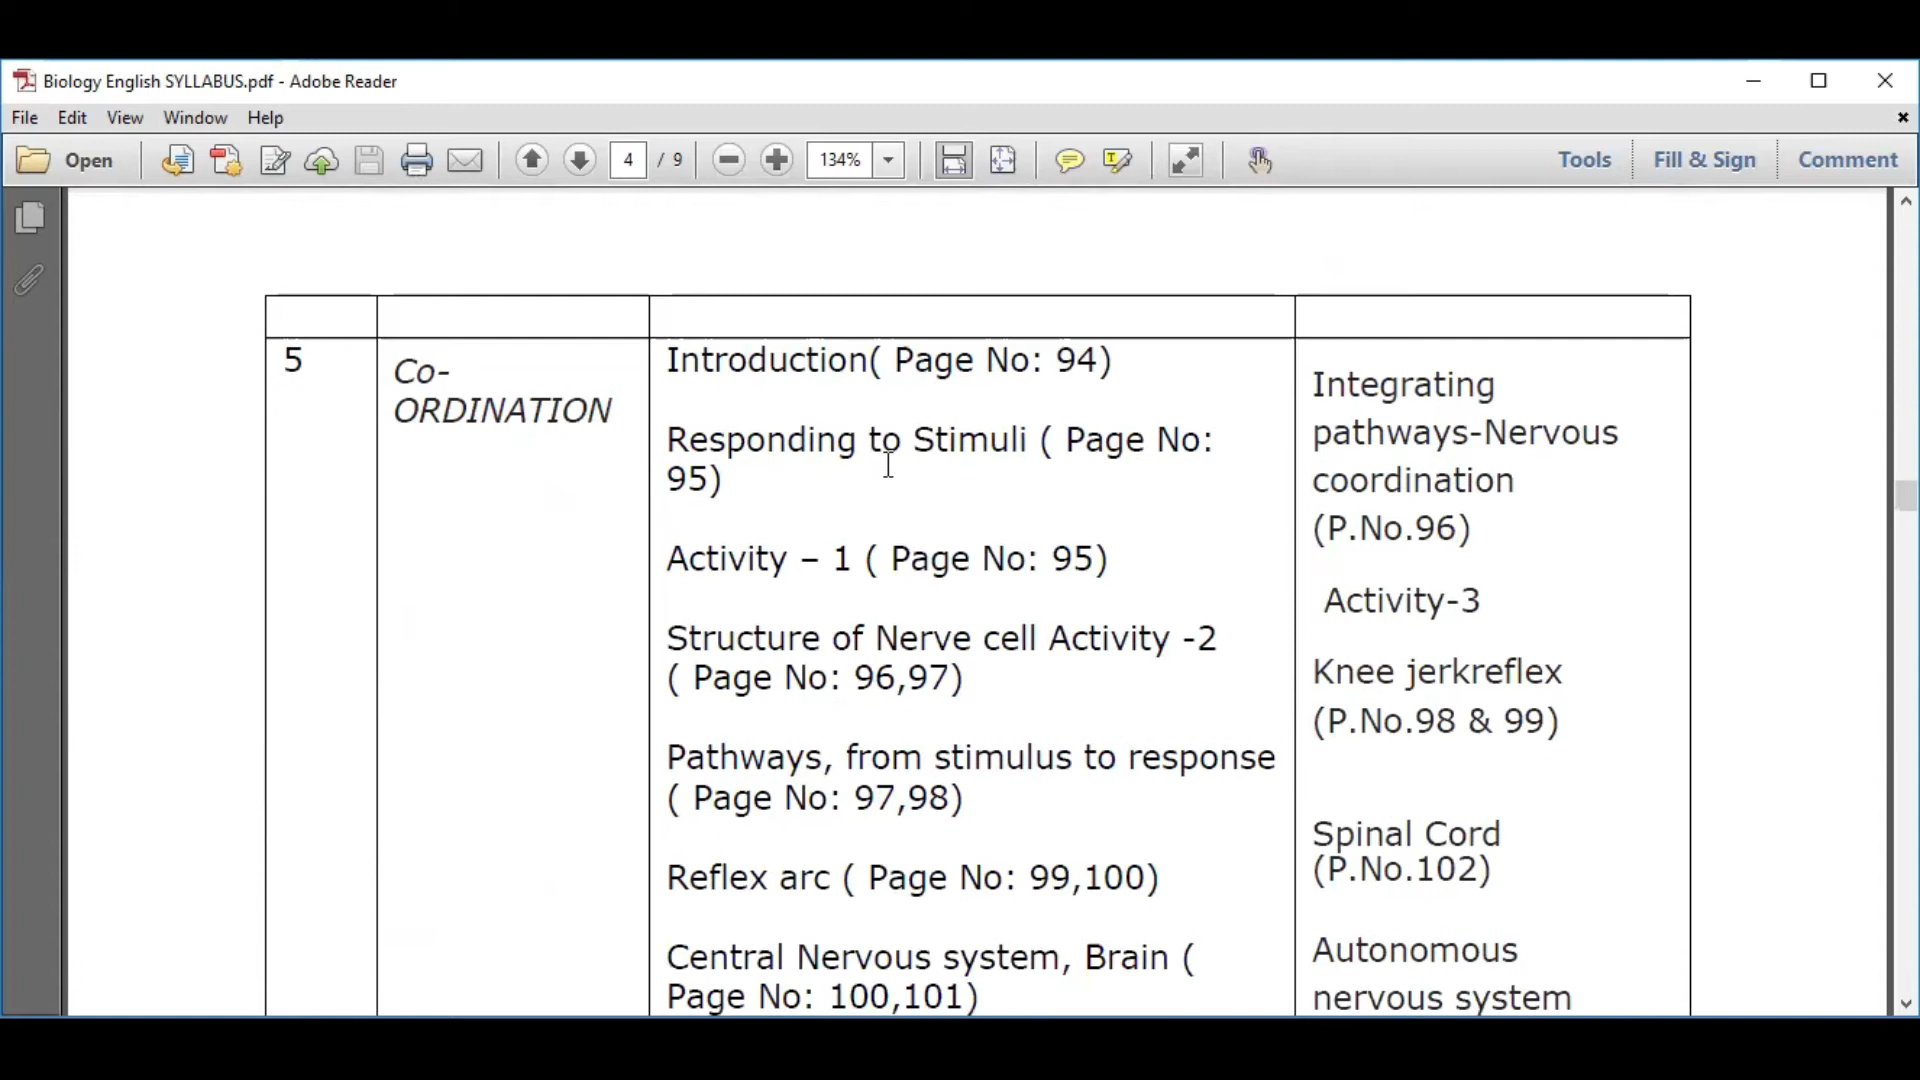 Biology English SYLLABUS.pdf - Adobe Reader
File Edit View Window Help
Open 4 / 9 134% Tools Fill & Sign Comment
5
Co-
ORDINATION
Introduction( Page No: 94)
Responding to Stimuli ( Page No:
95)
Activity – 1 ( Page No: 95)
Structure of Nerve cell Activity -2
( Page No: 96,97)
Pathways, from stimulus to response
( Page No: 97,98)
Reflex arc ( Page No: 99,100)
Central Nervous system, Brain (
Page No: 100,101)
Integrating
pathways-Nervous
coordination
(P.No.96)
Activity-3
Knee jerkreflex
(P.No.98 & 99)
Spinal Cord
(P.No.102)
Autonomous
nervous system